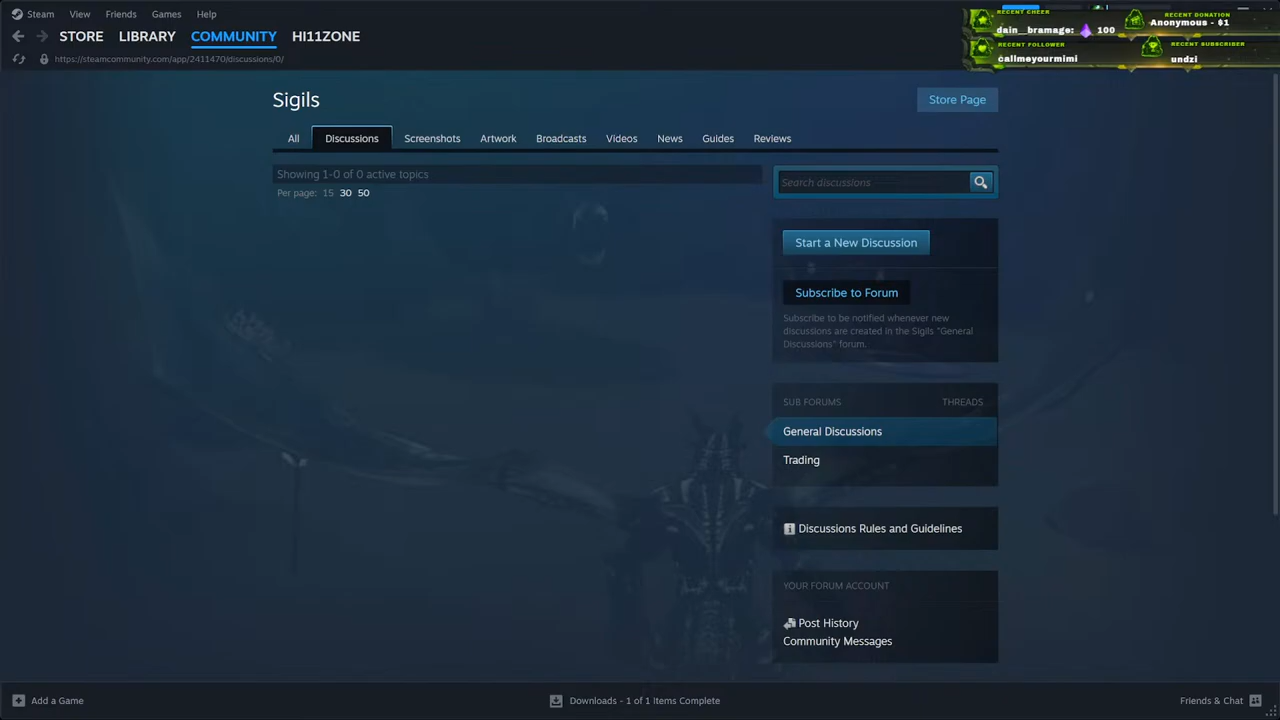 Steam View Friends Games Help
STORE LIBRARY COMMUNITY HI11ZONE
https://steamcommunity.com/app/2411470/discussions/0/
RECENT CHEER
dain__bramage: 100
RECENT DONATION
Anonymous - $1
RECENT FOLLOWER
callmeyourmimi
RECENT SUBSCRIBER
undzi
Sigils
Store Page
All Discussions Screenshots Artwork Broadcasts Videos News Guides Reviews
Showing 1-0 of 0 active topics
Per page: 15 30 50
Search discussions
Start a New Discussion
Subscribe to Forum
Subscribe to be notified whenever new
discussions are created in the Sigils "General
Discussions" forum.
SUB FORUMS THREADS
General Discussions
Trading
Discussions Rules and Guidelines
YOUR FORUM ACCOUNT
Post History
Community Messages
Add a Game
Downloads - 1 of 1 Items Complete
Friends & Chat